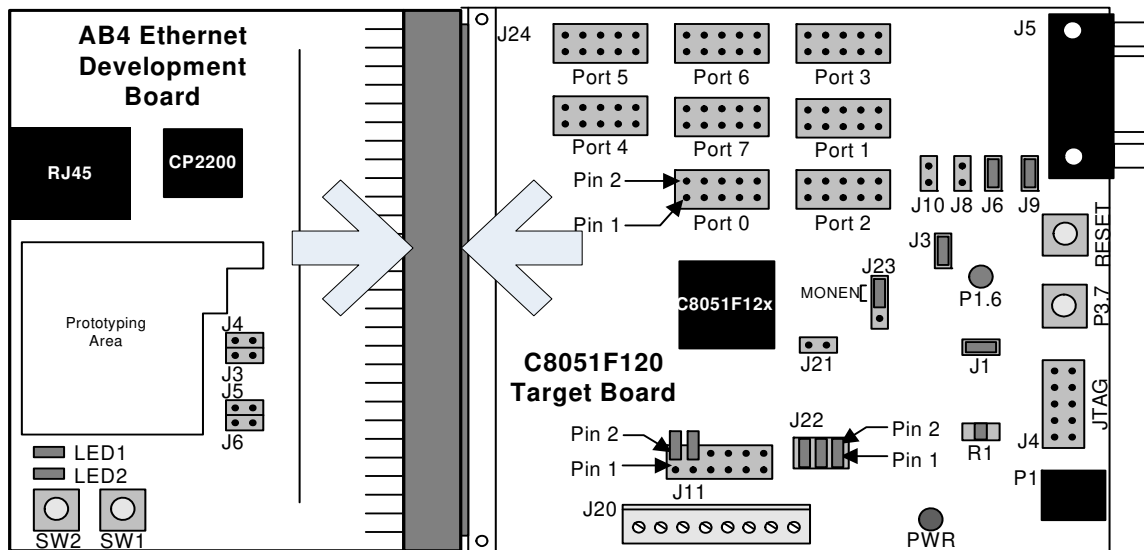 AB4 Ethernet
Development
Board
RJ45
CP2200
Prototyping
Area
J4
J3
J5
J6
LED1
LED2
SW2
SW1
J24
Port 5
Port 6
Port 3
J5
Port 4
Port 7
Port 1
Pin 2
Pin 1
Port 0
Port 2
J10
J8
J6
J9
RESET
J3
J23
MONEN
P1.6
P3.7
C8051F12x
J21
J1
C8051F120
Target Board
JTAG
J4
Pin 2
Pin 1
J11
J22
Pin 2
Pin 1
R1
P1
J20
PWR